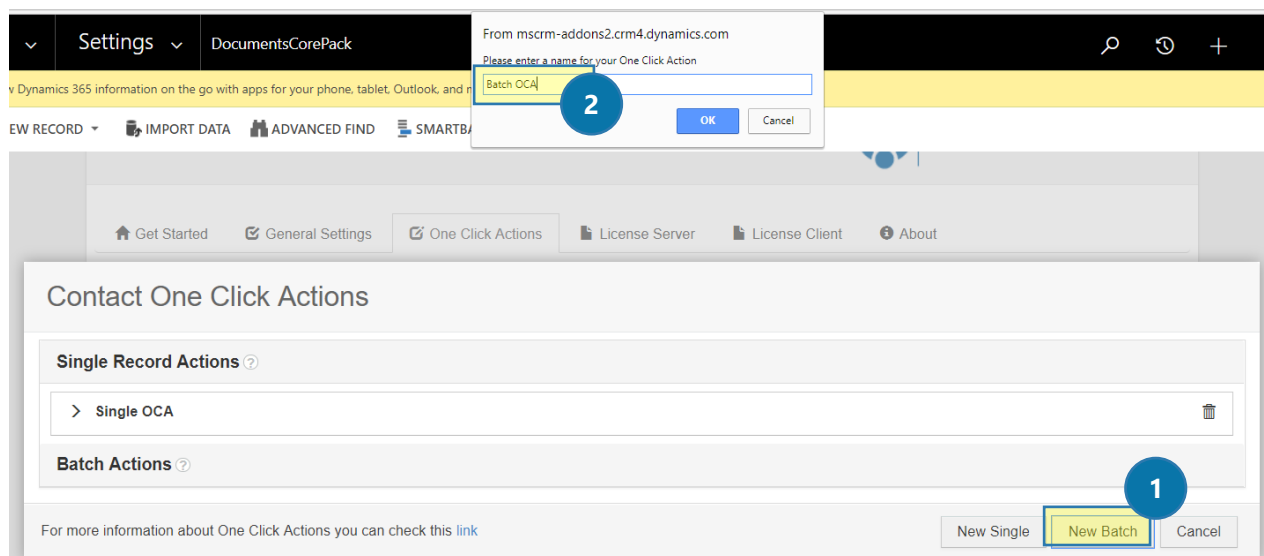 Settings
DocumentsCorePack
From mscrm-addons2.crm4.dynamics.com
Please enter a name for your One Click Action
Batch OCA
2
OK
Cancel
Dynamics 365 information on the go with apps for your phone, tablet, Outlook, and
EW RECORD
IMPORT DATA
ADVANCED FIND
SMARTBA
Get Started
General Settings
One Click Actions
License Server
License Client
About
Contact One Click Actions
Single Record Actions ?
Single OCA
Batch Actions ?
1
For more information about One Click Actions you can check this link
New Single
New Batch
Cancel